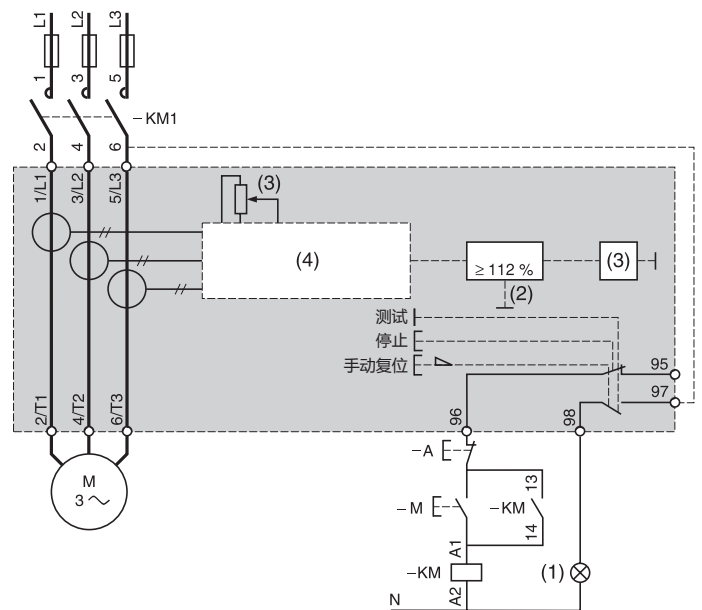 L1
L2
L3
1
3
5
–KM1
2
4
6
1/L1
3/L2
5/L3
(3)
(4)
≥ 112 %
(3)
(2)
测试
停止
手动复位
95
97
2/T1
4/T2
6/T3
96
98
–A
M
3
–M
–KM
13
14
A1
–KM
A2
(1)
N